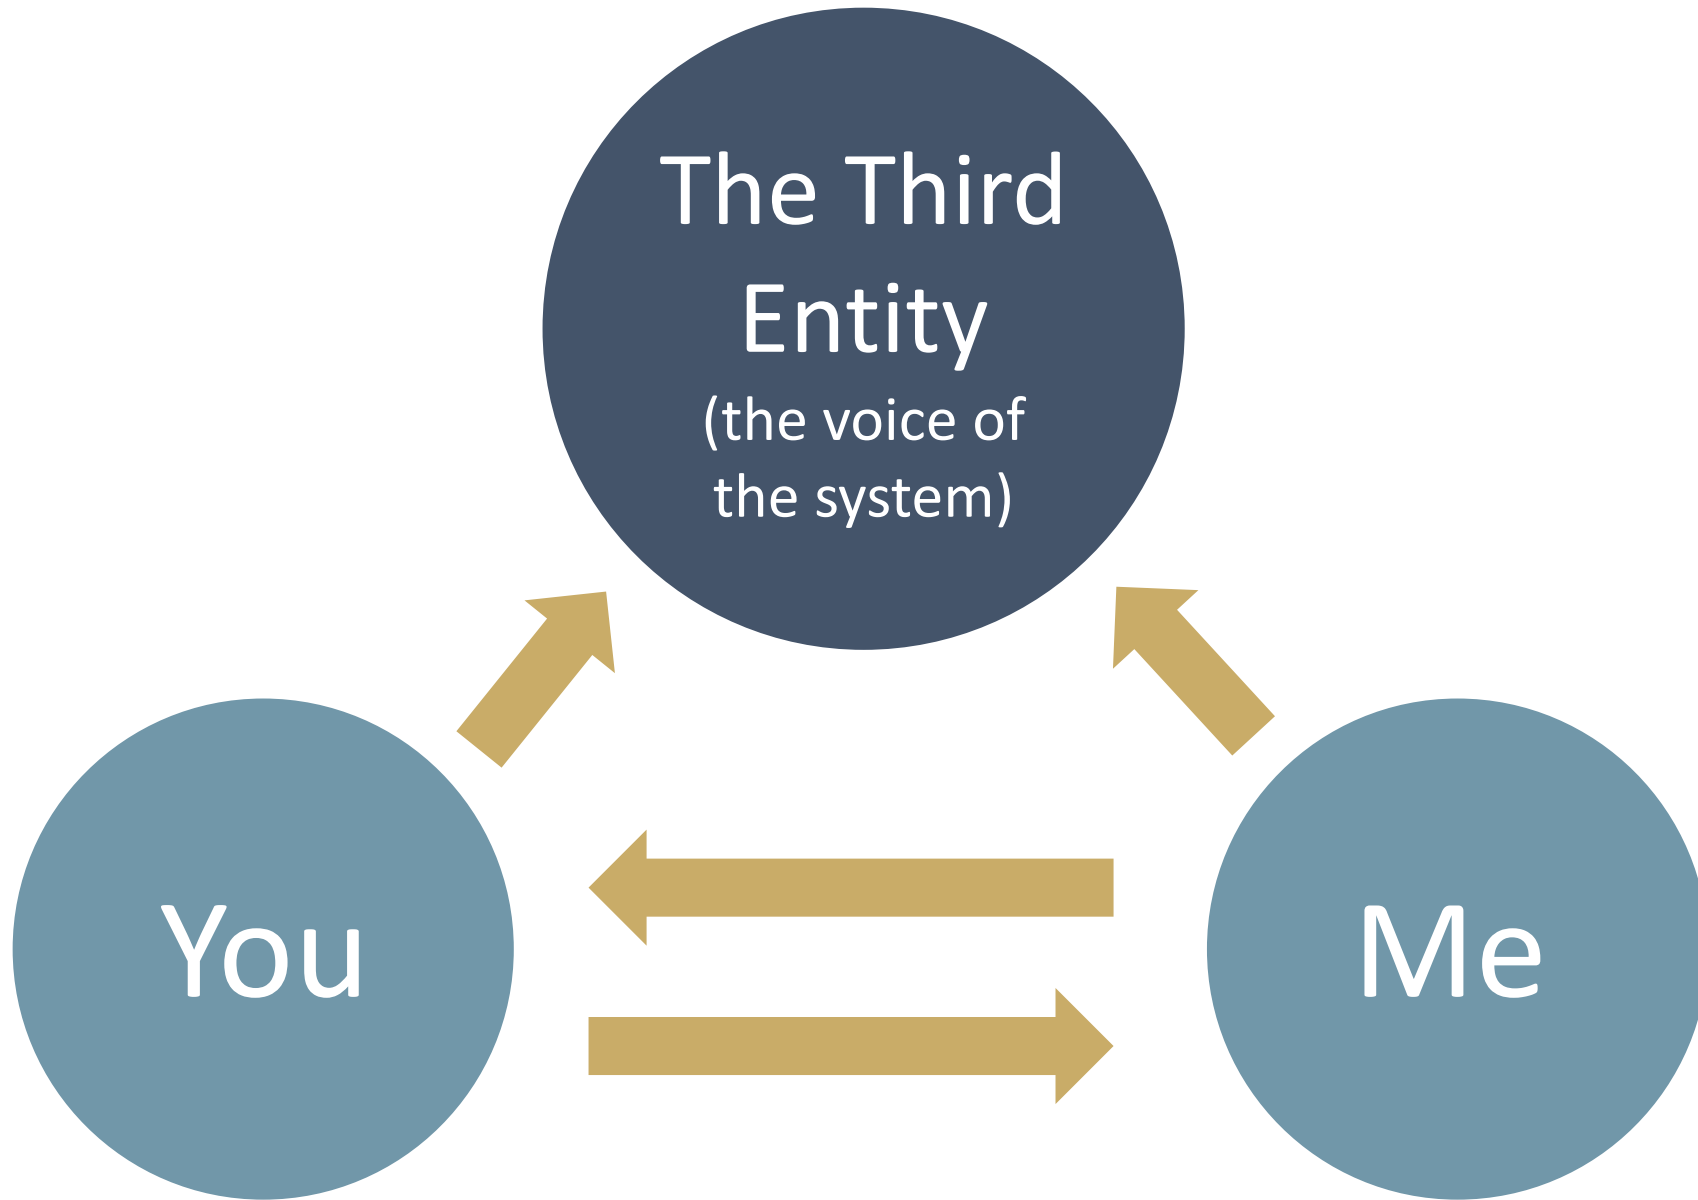 The Third
Entity
(the voice of
the system)
You
Me